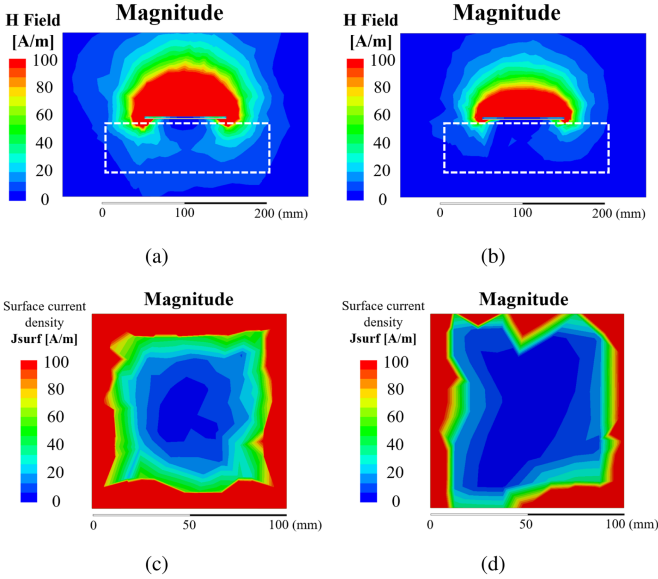 H Field
[A/m]
Magnitude
100
80
60
40
20
0
0 100 200 (mm)
(a)
H Field
[A/m]
Magnitude
100
80
60
40
20
0
0 100 200 (mm)
(b)
Surface current
density
Jsurf [A/m]
Magnitude
100
80
60
40
20
0
0 50 100 (mm)
(c)
Surface current
density
Jsurf [A/m]
Magnitude
100
80
60
40
20
0
0 50 100 (mm)
(d)